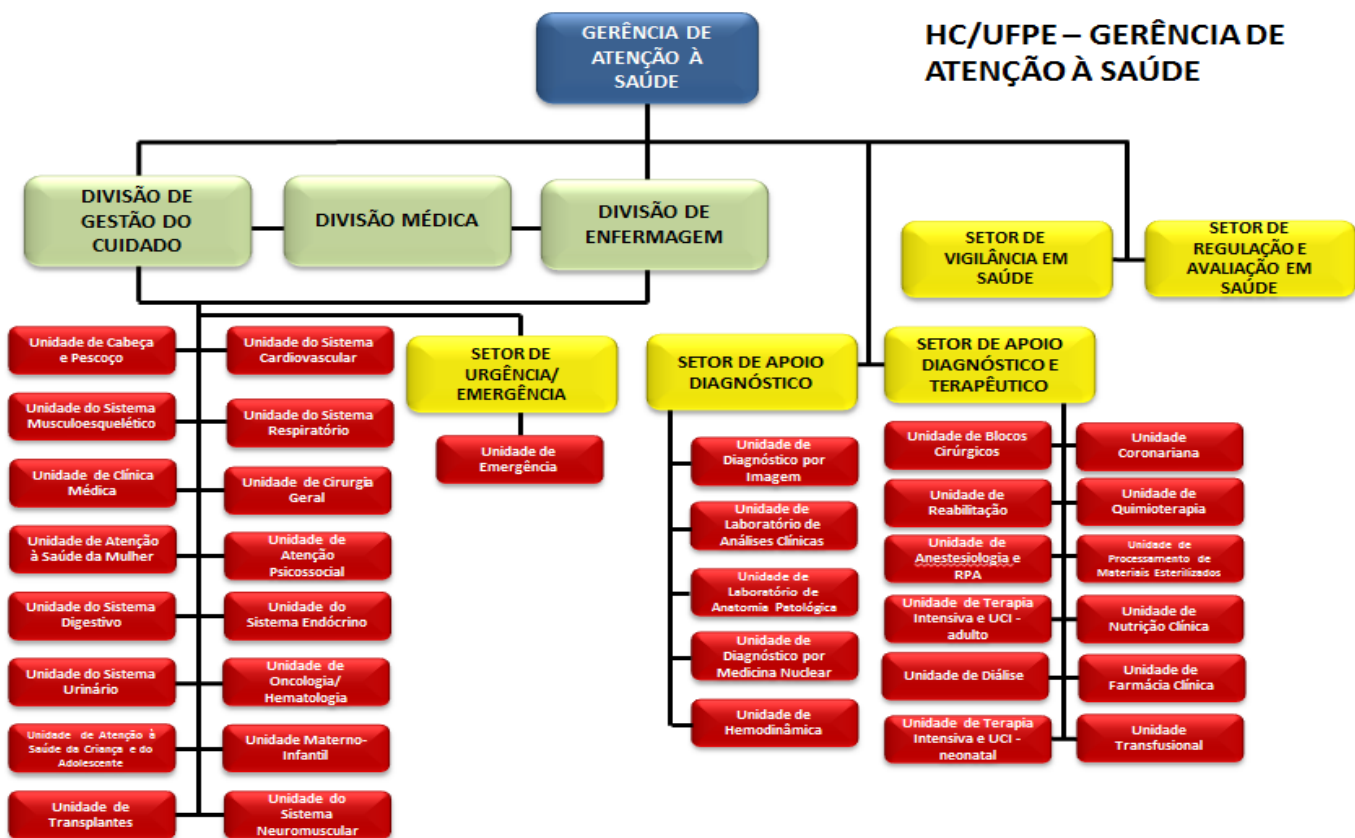 GERÊNCIA DE
ATENÇÃO À
SAÚDE
HC/UFPE – GERÊNCIA DE
ATENÇÃO À SAÚDE
DIVISÃO DE
GESTÃO DO
CUIDADO
DIVISÃO MÉDICA
DIVISÃO DE
ENFERMAGEM
SETOR DE
VIGILÂNCIA EM
SAÚDE
SETOR DE
REGULAÇÃO E
AVALIAÇÃO EM
SAÚDE
Unidade de Cabeça
e Pescoço
Unidade do Sistema
Cardiovascular
Unidade do Sistema
Musculoesquelético
Unidade do Sistema
Respiratório
Unidade de Clínica
Médica
Unidade de Cirurgia
Geral
Unidade de Atenção
à Saúde da Mulher
Unidade de
Atenção
Psicossocial
Unidade do Sistema
Digestivo
Unidade do
Sistema Endócrino
Unidade do Sistema
Urinário
Unidade de
Oncologia/
Hematologia
Unidade de Atenção à
Saúde da Criança e do
Adolescente
Unidade Materno-
Infantil
Unidade de
Transplantes
Unidade do
Sistema
Neuromuscular
SETOR DE
URGÊNCIA/
EMERGÊNCIA
Unidade de
Emergência
SETOR DE APOIO
DIAGNÓSTICO
Unidade de
Diagnóstico por
Imagem
Unidade de
Laboratório de
Análises Clínicas
Unidade de
Laboratório de
Anatomia Patológica
Unidade de
Diagnóstico por
Medicina Nuclear
Unidade de
Hemodinâmica
SETOR DE APOIO
DIAGNÓSTICO E
TERAPÊUTICO
Unidade de Blocos
Cirúrgicos
Unidade
Coronariana
Unidade de
Reabilitação
Unidade de
Quimioterapia
Unidade de
Anestesiologia e
RPA
Unidade de
Processamento de
Materiais Esterilizados
Unidade de Terapia
Intensiva e UCI -
adulto
Unidade de
Nutrição Clínica
Unidade de Diálise
Unidade de
Farmácia Clínica
Unidade de Terapia
Intensiva e UCI -
neonatal
Unidade
Transfusional